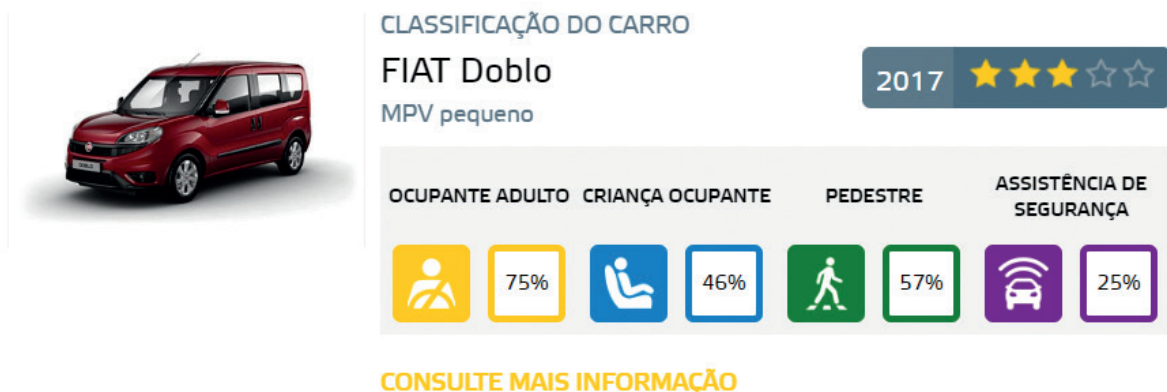 CLASSIFICAÇÃO DO CARRO
FIAT Doblo
MPV pequeno
2017
OCUPANTE ADULTO
CRIANÇA OCUPANTE
PEDESTRE
ASSISTÊNCIA DE
SEGURANÇA
75%
46%
57%
25%
CONSULTE MAIS INFORMAÇÃO